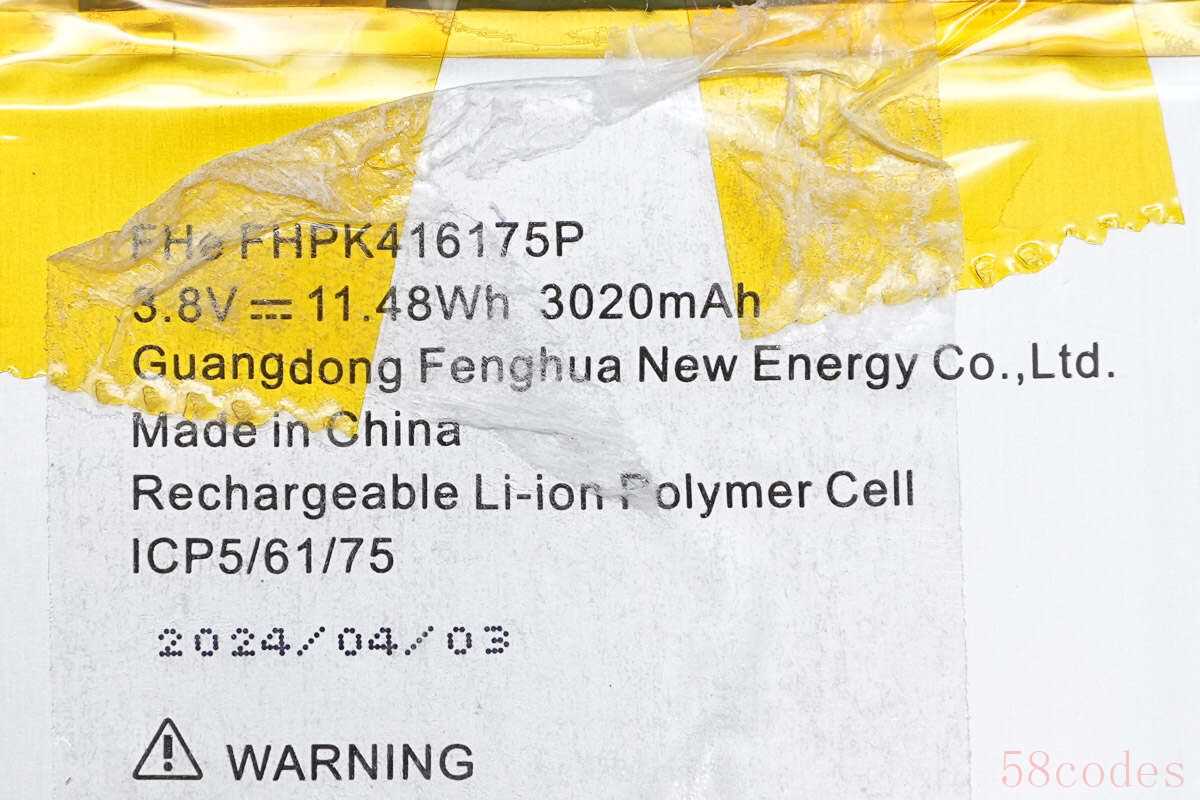 FHe FHPK416175P
3.8V ⎓ 11.48Wh 3020mAh
Guangdong Fenghua New Energy Co.,Ltd.
Made in China
Rechargeable Li-ion Polymer Cell
ICP5/61/75
2024/04/03
WARNING
58codes